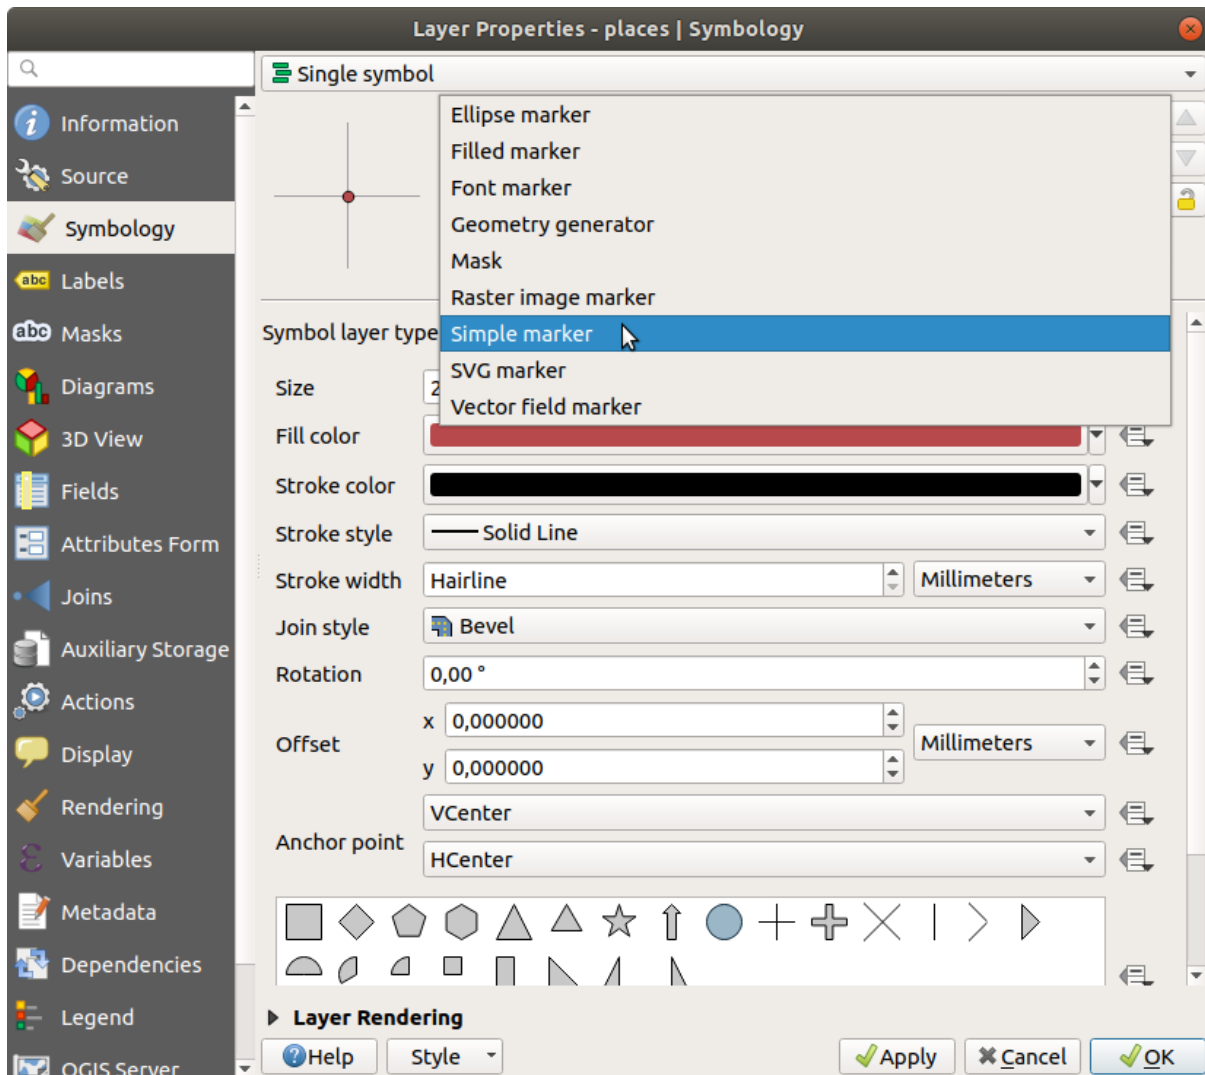 Layer Properties - places | Symbology
Single symbol
Information
Source
Symbology
abc Labels
abc Masks
Diagrams
3D View
Fields
Attributes Form
Joins
Auxiliary Storage
Actions
Display
Rendering
Variables
Metadata
Dependencies
Legend
QGIS Server
Ellipse marker
Filled marker
Font marker
Geometry generator
Mask
Raster image marker
Simple marker
SVG marker
Vector field marker
Symbol layer type
Size 2
Fill color
Stroke color
Stroke style Solid Line
Stroke width Hairline Millimeters
Join style Bevel
Rotation 0,00 °
Offset x 0,000000 Millimeters
y 0,000000
Anchor point VCenter
HCenter
Layer Rendering
Help Style Apply Cancel OK